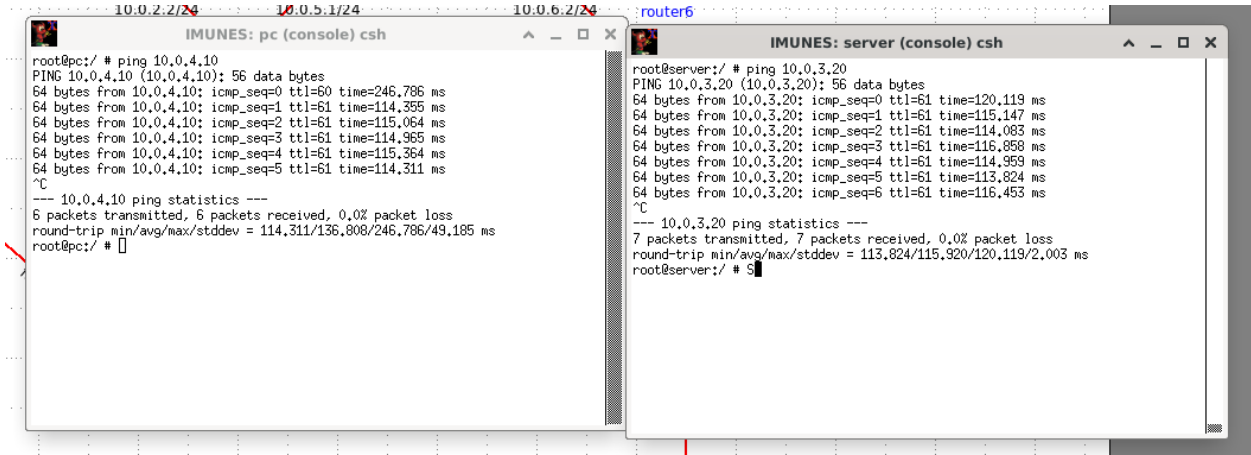 10.0.2.2/24 10.0.5.1/24 10.0.6.2/24 router6
IMUNES: pc (console) csh
root@pc:/ # ping 10.0.4.10
PING 10.0.4.10 (10.0.4.10): 56 data bytes
64 bytes from 10.0.4.10: icmp_seq=0 ttl=60 time=246.786 ms
64 bytes from 10.0.4.10: icmp_seq=1 ttl=61 time=114.355 ms
64 bytes from 10.0.4.10: icmp_seq=2 ttl=61 time=115.064 ms
64 bytes from 10.0.4.10: icmp_seq=3 ttl=61 time=114.965 ms
64 bytes from 10.0.4.10: icmp_seq=4 ttl=61 time=115.364 ms
64 bytes from 10.0.4.10: icmp_seq=5 ttl=61 time=114.311 ms
^C
--- 10.0.4.10 ping statistics ---
6 packets transmitted, 6 packets received, 0.0% packet loss
round-trip min/avg/max/stddev = 114.311/136.808/246.786/49.185 ms
root@pc:/ #
IMUNES: server (console) csh
root@server:/ # ping 10.0.3.20
PING 10.0.3.20 (10.0.3.20): 56 data bytes
64 bytes from 10.0.3.20: icmp_seq=0 ttl=61 time=120.119 ms
64 bytes from 10.0.3.20: icmp_seq=1 ttl=61 time=115.147 ms
64 bytes from 10.0.3.20: icmp_seq=2 ttl=61 time=114.083 ms
64 bytes from 10.0.3.20: icmp_seq=3 ttl=61 time=116.858 ms
64 bytes from 10.0.3.20: icmp_seq=4 ttl=61 time=114.959 ms
64 bytes from 10.0.3.20: icmp_seq=5 ttl=61 time=113.824 ms
64 bytes from 10.0.3.20: icmp_seq=6 ttl=61 time=116.453 ms
^C
--- 10.0.3.20 ping statistics ---
7 packets transmitted, 7 packets received, 0.0% packet loss
round-trip min/avg/max/stddev = 113.824/115.920/120.119/2.003 ms
root@server:/ # S